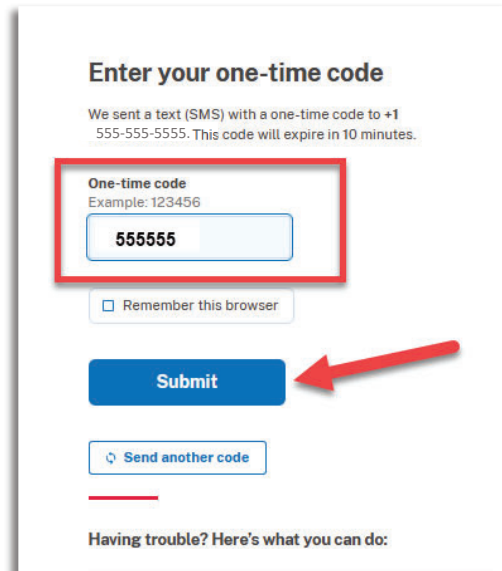 Enter your one-time code
We sent a text (SMS) with a one-time code to +1
555-555-5555. This code will expire in 10 minutes.
One-time code
Example: 123456
555555
Remember this browser
Submit
Send another code
Having trouble? Here's what you can do: